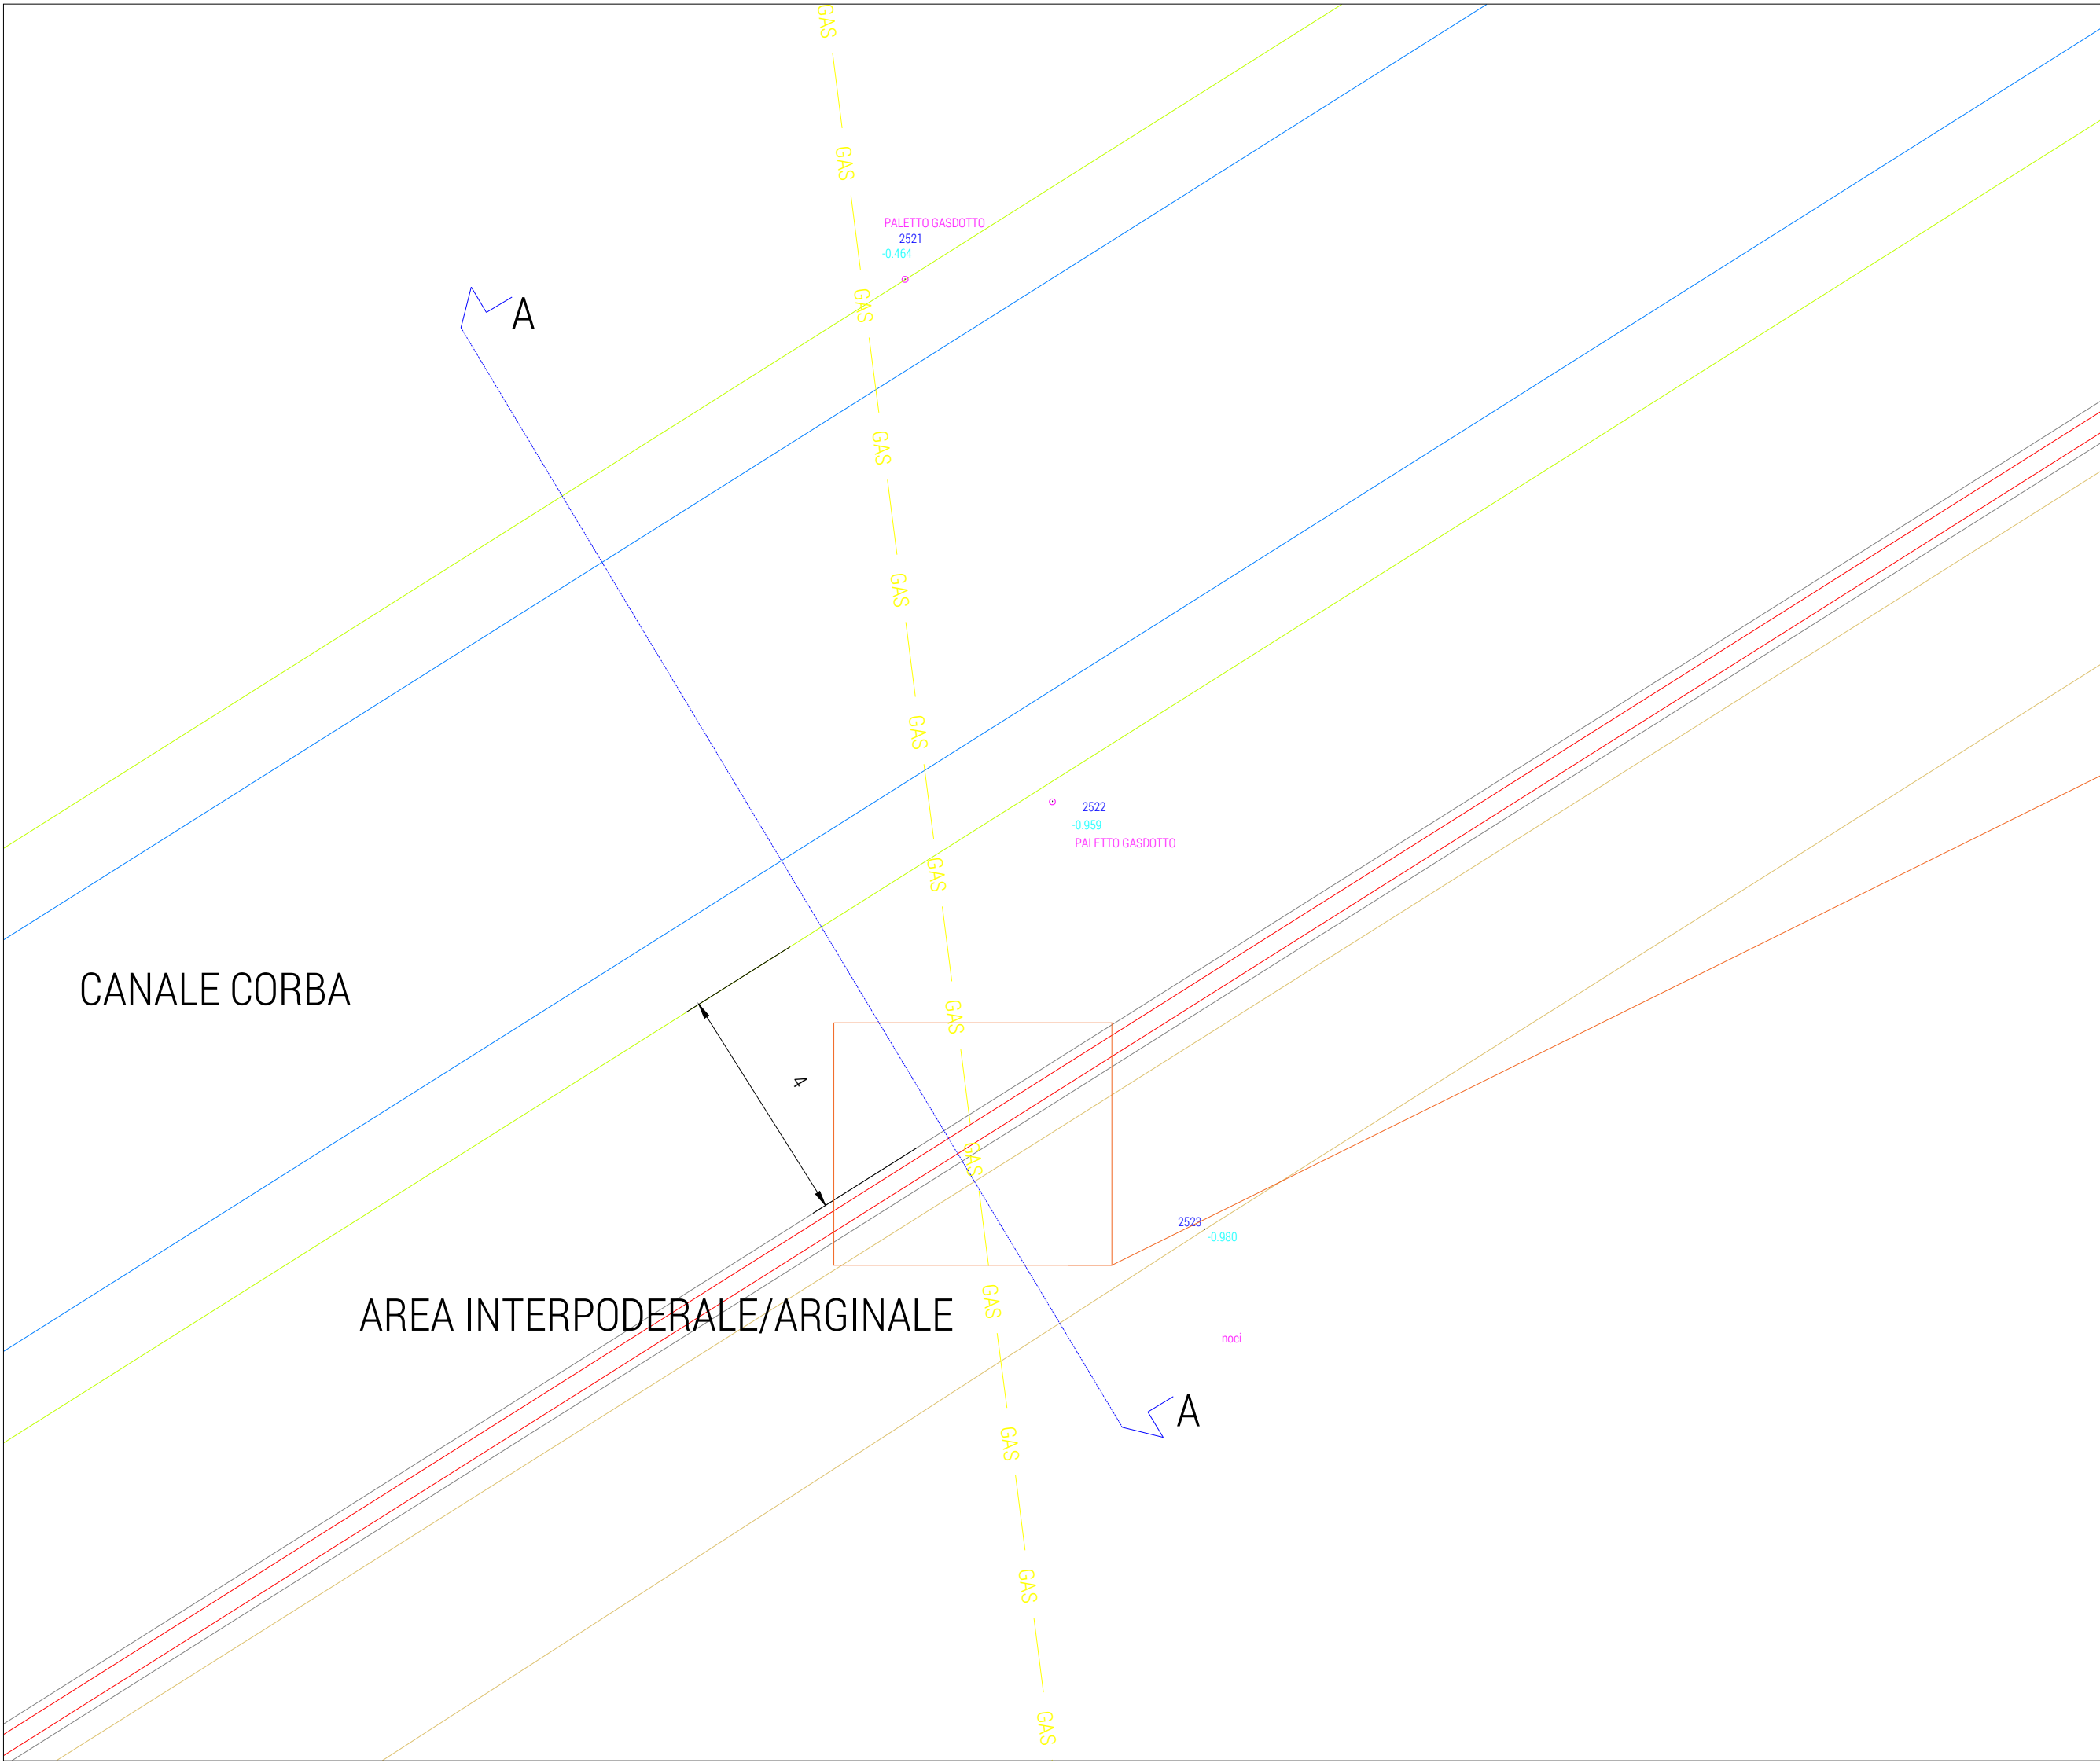 GAS
GAS
PALETTO GASDOTTO
2521
-0.464
GAS
A
GAS
GAS
GAS
2522
-0.959
PALETTO GASDOTTO
GAS
CANALE CORBA
GAS
4
GAS
2523
-0.980
GAS
AREA INTERPODERALE/ARGINALE
noci
A
GAS
GAS
GAS